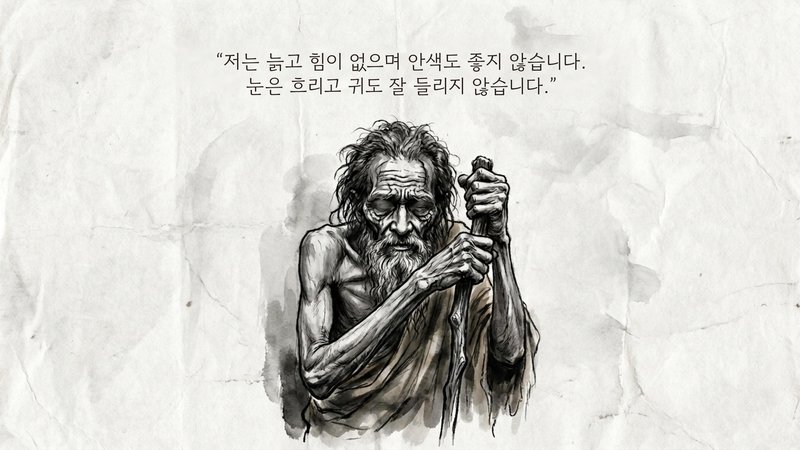 “저는 늙고 힘이 없으며 안색도 좋지 않습니다.
눈은 흐리고 귀도 잘 들리지 않습니다.”